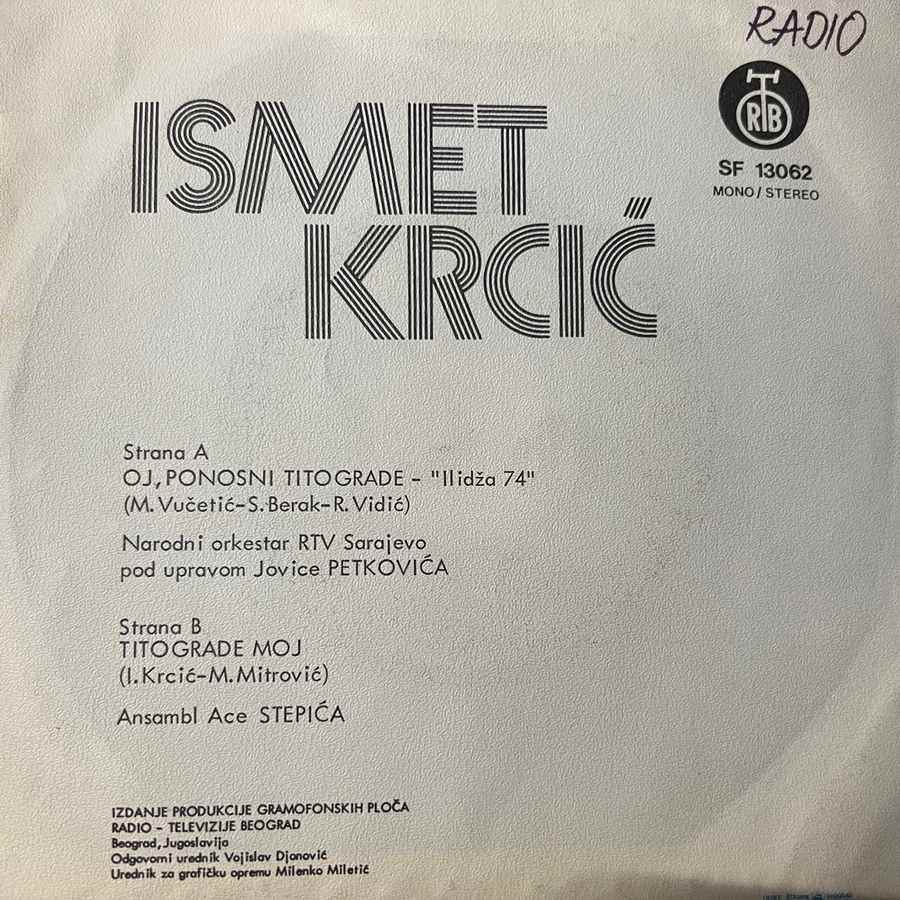 RADIO
ISMET
KRCIĆ
RTB
SF 13062
MONO/STEREO
Strana A
OJ, PONOSNI TITOGRADE - "Ilidža 74"
(M. Vučetić-S. Berak-R. Vidić)
Narodni orkestar RTV Sarajevo
pod upravom Jovice PETKOVIĆA
Strana B
TITOGRADE MOJ
(I. Krcić-M. Mitrović)
Ansambl Ace STEPIĆA
IZDANJE PRODUKCIJE GRAMOFONSKIH PLOČA
RADIO - TELEVIZIJE BEOGRAD
Beograd, Jugoslavija
Odgovorni urednik Vojislav Djonović
Urednik za grafičku opremu Milenko Miletić